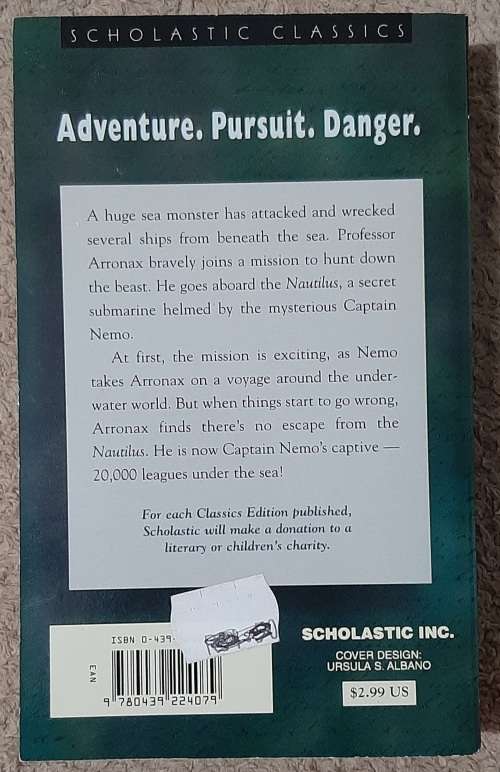 SCHOLASTIC CLASSICS
Adventure. Pursuit. Danger.
A huge sea monster has attacked and wrecked
several ships from beneath the sea. Professor
Arronax bravely joins a mission to hunt down
the beast. He goes aboard the Nautilus, a secret
submarine helmed by the mysterious Captain
Nemo.
At first, the mission is exciting, as Nemo
takes Arronax on a voyage around the under-
water world. But when things start to go wrong,
Arronax finds there's no escape from the
Nautilus. He is now Captain Nemo's captive —
20,000 leagues under the sea!
For each Classics Edition published,
Scholastic will make a donation to a
literary or children's charity.
ISBN 0-439-
EAN
9 780439 224079
SCHOLASTIC INC.
COVER DESIGN:
URSULA S. ALBANO
$2.99 US